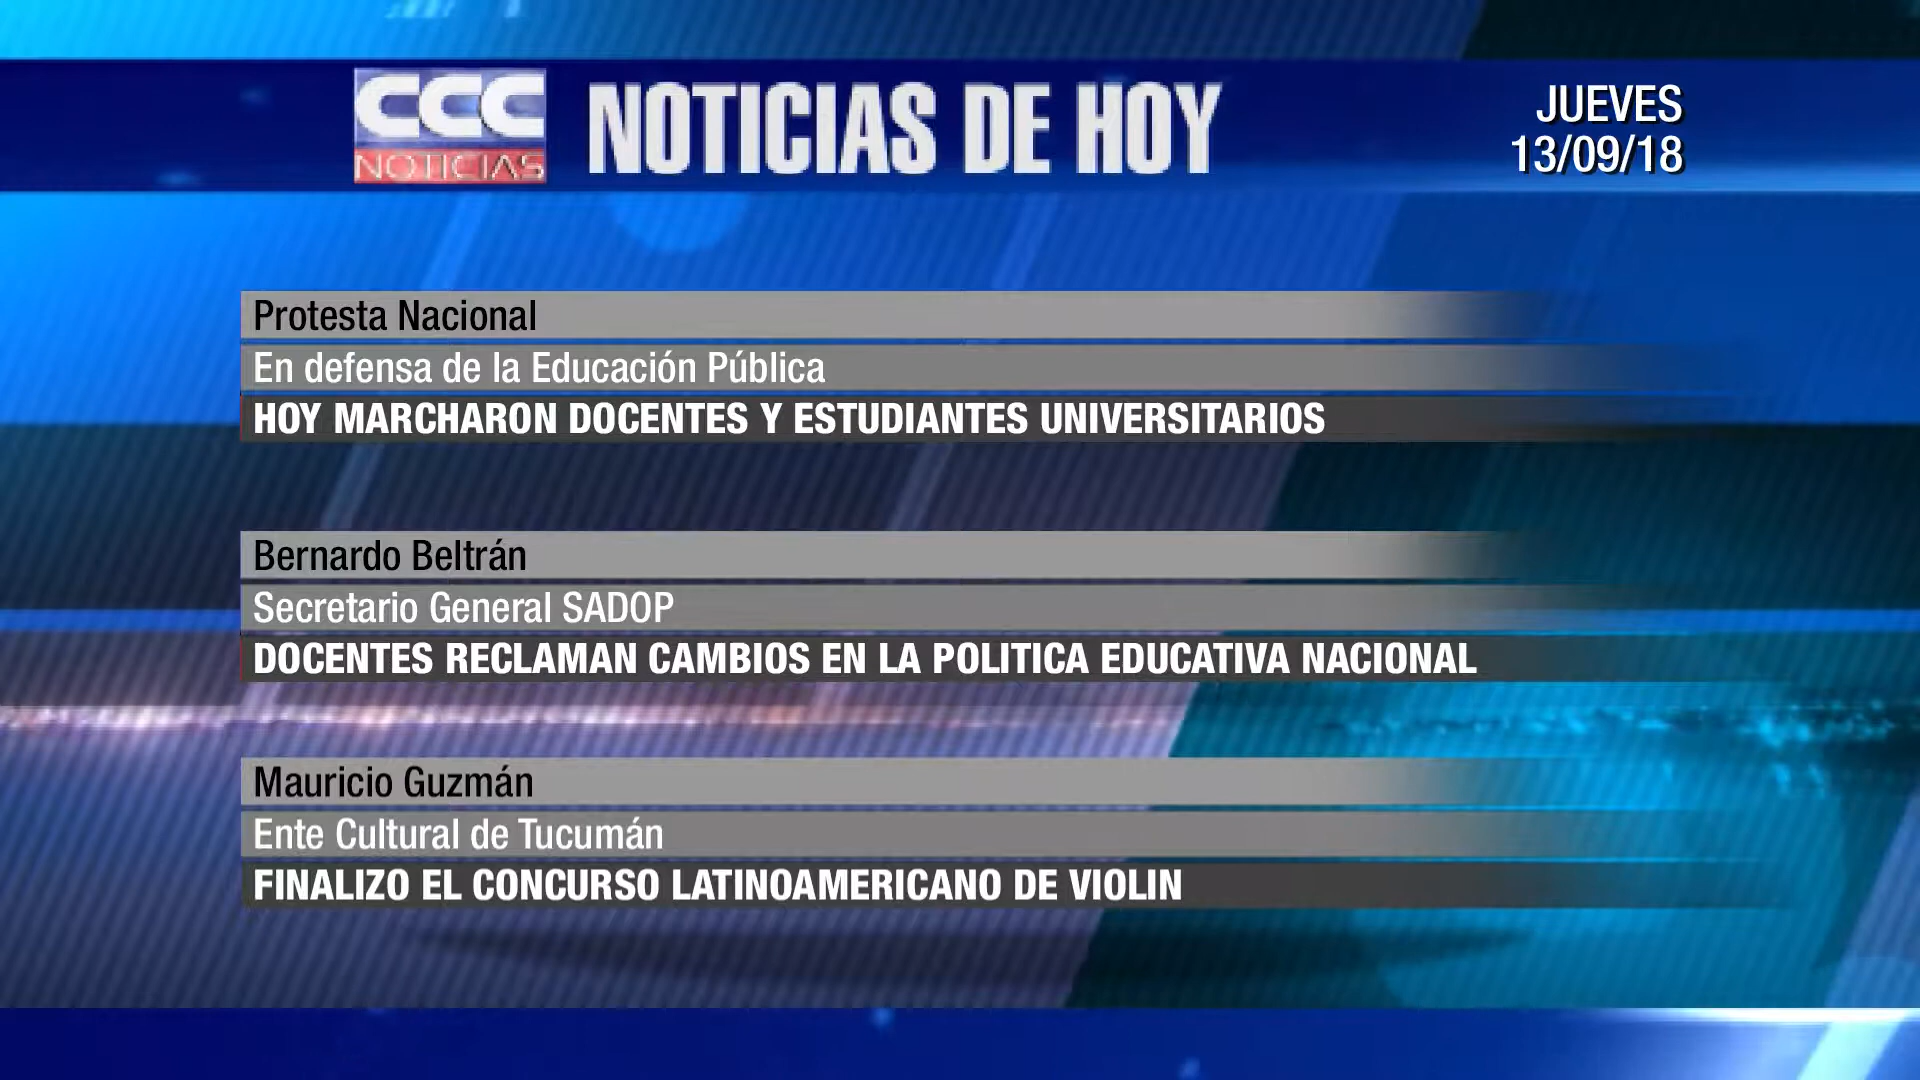 CCC
NOTICIAS
NOTICIAS DE HOY
JUEVES
13/09/18
Protesta Nacional
En defensa de la Educación Pública
HOY MARCHARON DOCENTES Y ESTUDIANTES UNIVERSITARIOS
Bernardo Beltrán
Secretario General SADOP
DOCENTES RECLAMAN CAMBIOS EN LA POLITICA EDUCATIVA NACIONAL
Mauricio Guzmán
Ente Cultural de Tucumán
FINALIZO EL CONCURSO LATINOAMERICANO DE VIOLIN